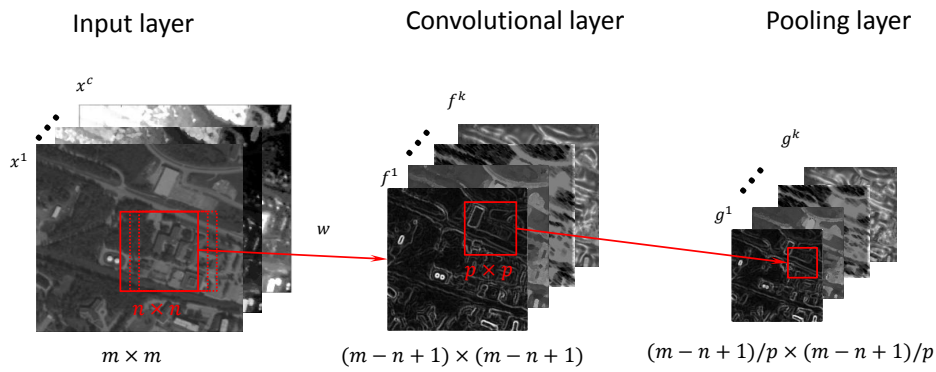 Input layer
Convolutional layer
Pooling layer
x^c
x^1
n × n
m × m
w
f^k
f^1
p × p
(m − n + 1) × (m − n + 1)
g^k
g^1
(m − n + 1)/p × (m − n + 1)/p